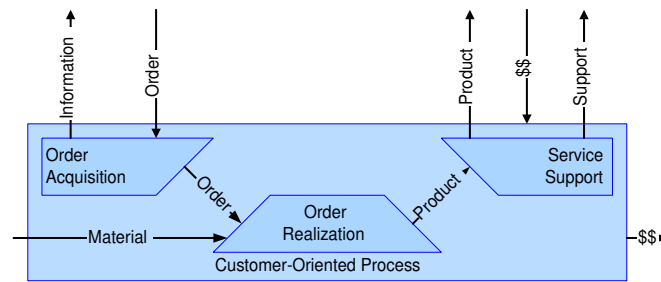 Information
Order
Product
$$
Support
Order
Acquisition
Service
Support
Order
Product
Order
Realization
Material
$$
Customer-Oriented Process